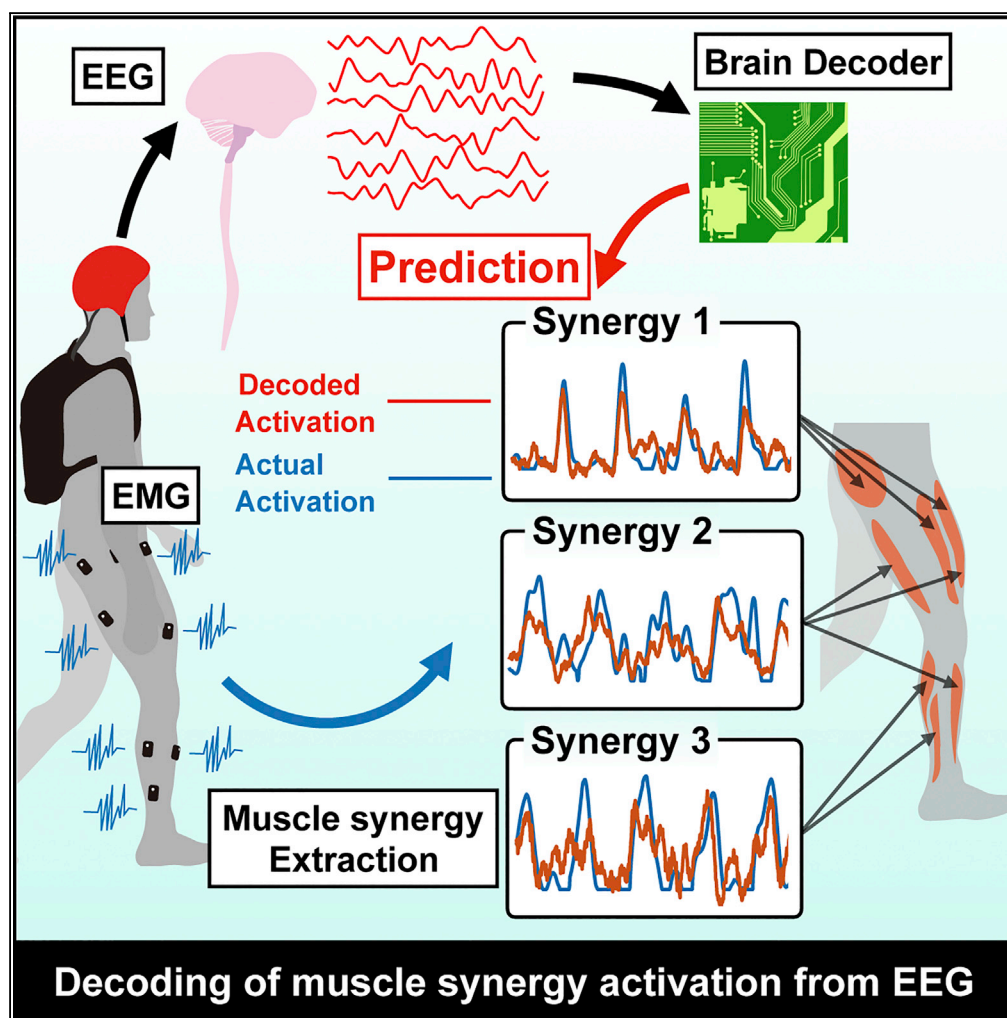 EEG
Brain Decoder
Prediction
Synergy 1
Decoded
Activation
Actual
Activation
EMG
Synergy 2
Synergy 3
Muscle synergy
Extraction
Decoding of muscle synergy activation from EEG